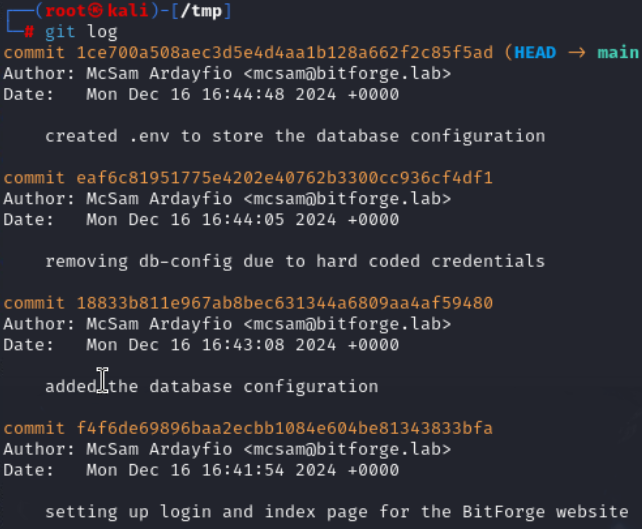 (root㉿kali)-[/tmp]
# git log
commit 1ce700a508aec3d5e4d4aa1b128a662f2c85f5ad (HEAD → main
Author: McSam Ardayfio <mcsam@bitforge.lab>
Date:   Mon Dec 16 16:44:48 2024 +0000
created .env to store the database configuration
commit eaf6c81951775e4202e40762b3300cc936cf4df1
Author: McSam Ardayfio <mcsam@bitforge.lab>
Date:   Mon Dec 16 16:44:05 2024 +0000
removing db-config due to hard coded credentials
commit 18833b811e967ab8bec631344a6809aa4af59480
Author: McSam Ardayfio <mcsam@bitforge.lab>
Date:   Mon Dec 16 16:43:08 2024 +0000
added the database configuration
commit f4f6de69896baa2ecbb1084e604be81343833bfa
Author: McSam Ardayfio <mcsam@bitforge.lab>
Date:   Mon Dec 16 16:41:54 2024 +0000
setting up login and index page for the BitForge website